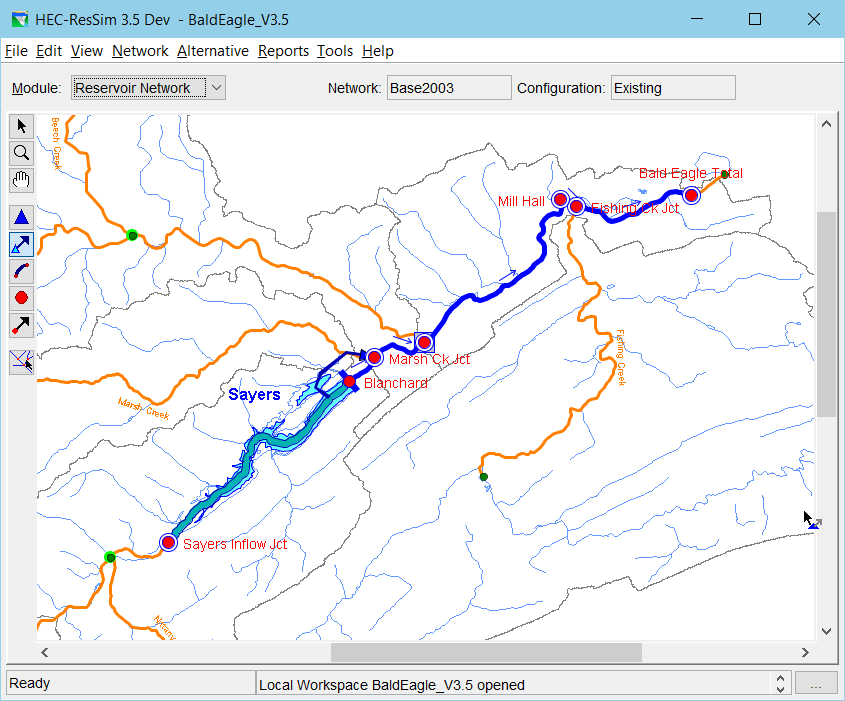 HEC-ResSim 3.5 Dev - BaldEagle_V3.5
File Edit View Network Alternative Reports Tools Help
Module: Reservoir Network Network: Base2003 Configuration: Existing
Beech Creek
Bald Eagle Total
Mill Hall
Fishing Ck Jct
Fishing Creek
Marsh Ck Jct
Blanchard
Sayers
Marsh Creek
Sayers Inflow Jct
Ready
Local Workspace BaldEagle_V3.5 opened
...